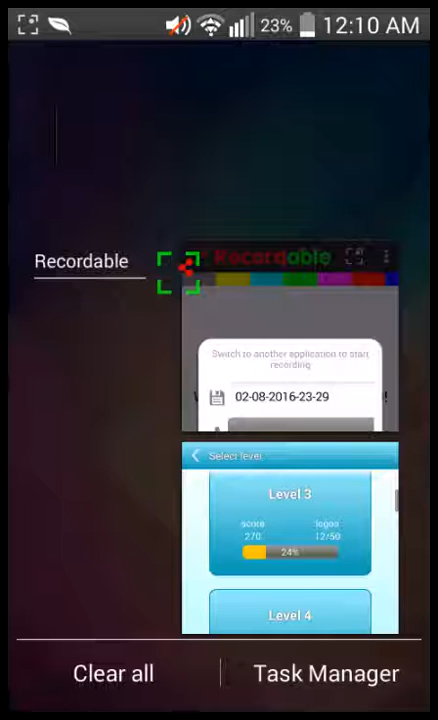 23% 12:10 AM
Recordable
Recordable
Switch to another application to start
recording
02-08-2016-23-29
!
Select level
Level 3
score logos
270 12/50
24%
Level 4
Clear all Task Manager